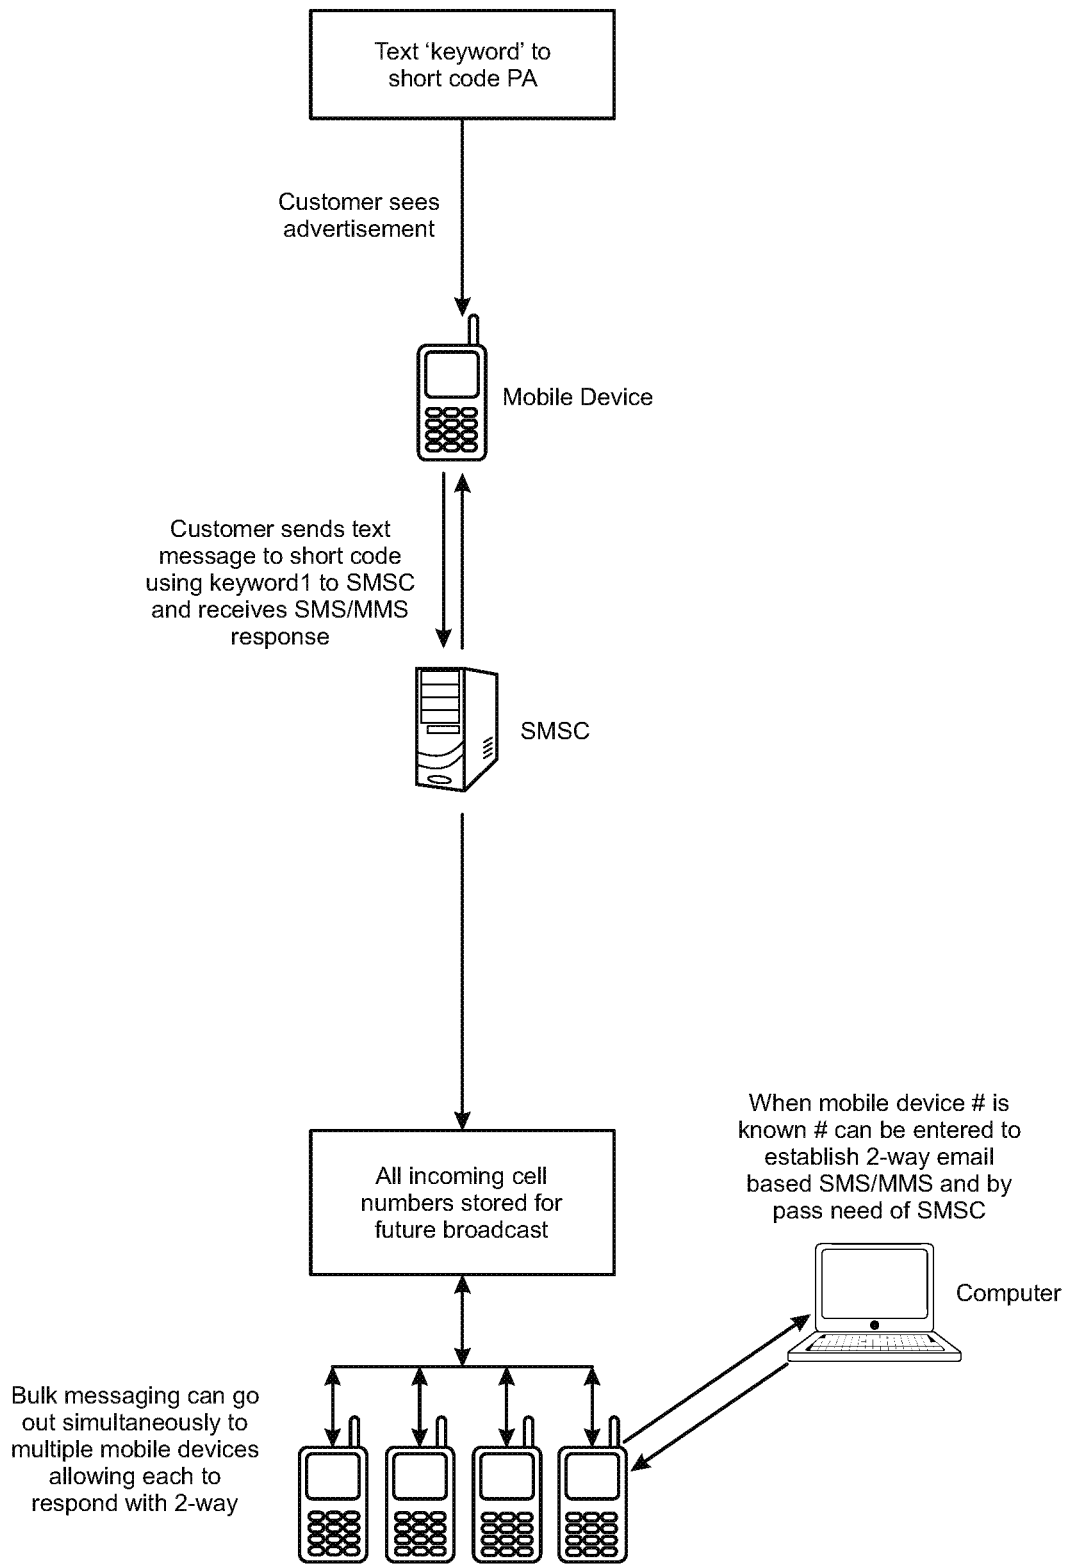 Text ‘keyword’ to
short code PA
Customer sees
advertisement
Mobile Device
Customer sends text
message to short code
using keyword1 to SMSC
and receives SMS/MMS
response
SMSC
When mobile device # is
known # can be entered to
establish 2-way email
based SMS/MMS and by
pass need of SMSC
All incoming cell
numbers stored for
future broadcast
Computer
Bulk messaging can go
out simultaneously to
multiple mobile devices
allowing each to
respond with 2-way